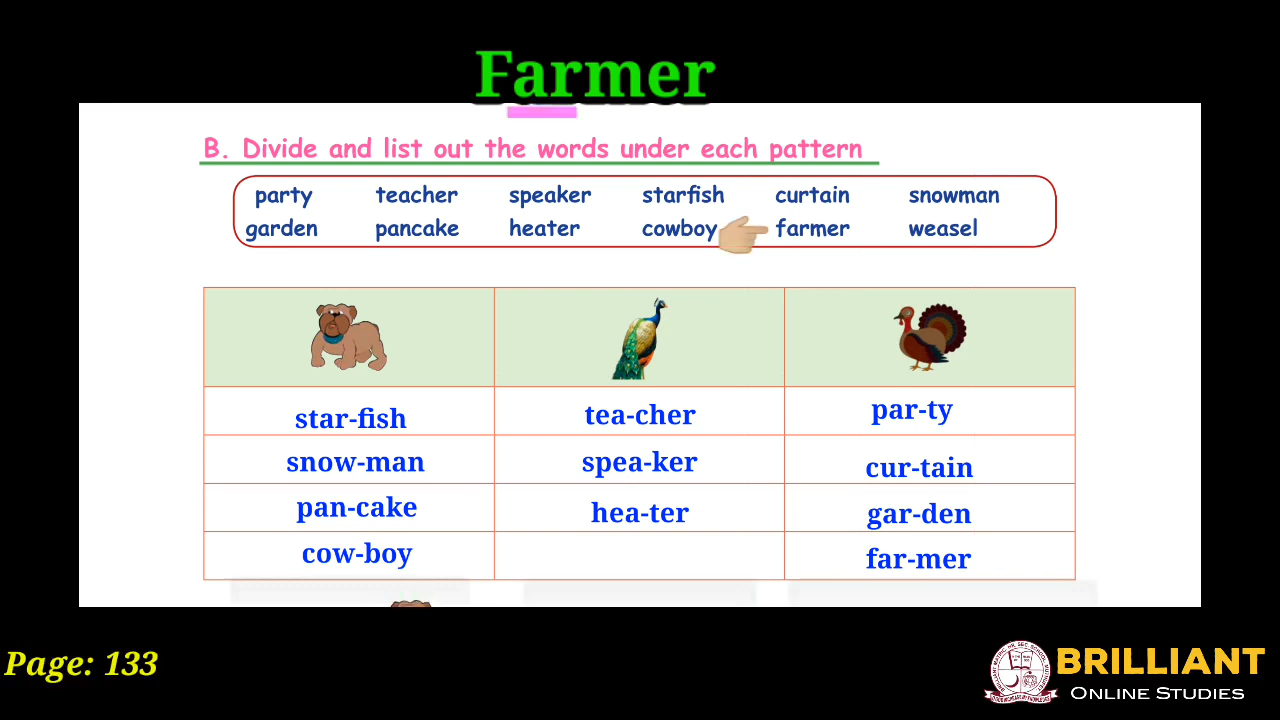 Farmer
B. Divide and list out the words under each pattern
party teacher speaker starfish curtain snowman
garden pancake heater cowboy farmer weasel
star-fish tea-cher par-ty
snow-man spea-ker cur-tain
pan-cake hea-ter gar-den
cow-boy far-mer
Page: 133
BRILLIANT
ONLINE STUDIES